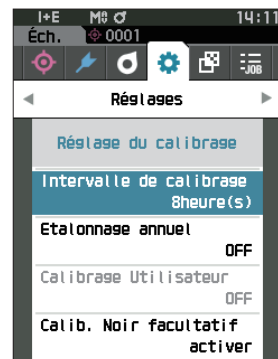 I+E M⚙ 14:11
Éch. 0001
-JOB
Réglages
Réglage du calibrage
Intervalle de calibrage
8heure(s)
Etalonnage annuel
OFF
Calibrage Utilisateur
OFF
Calib. Noir facultatif
activer